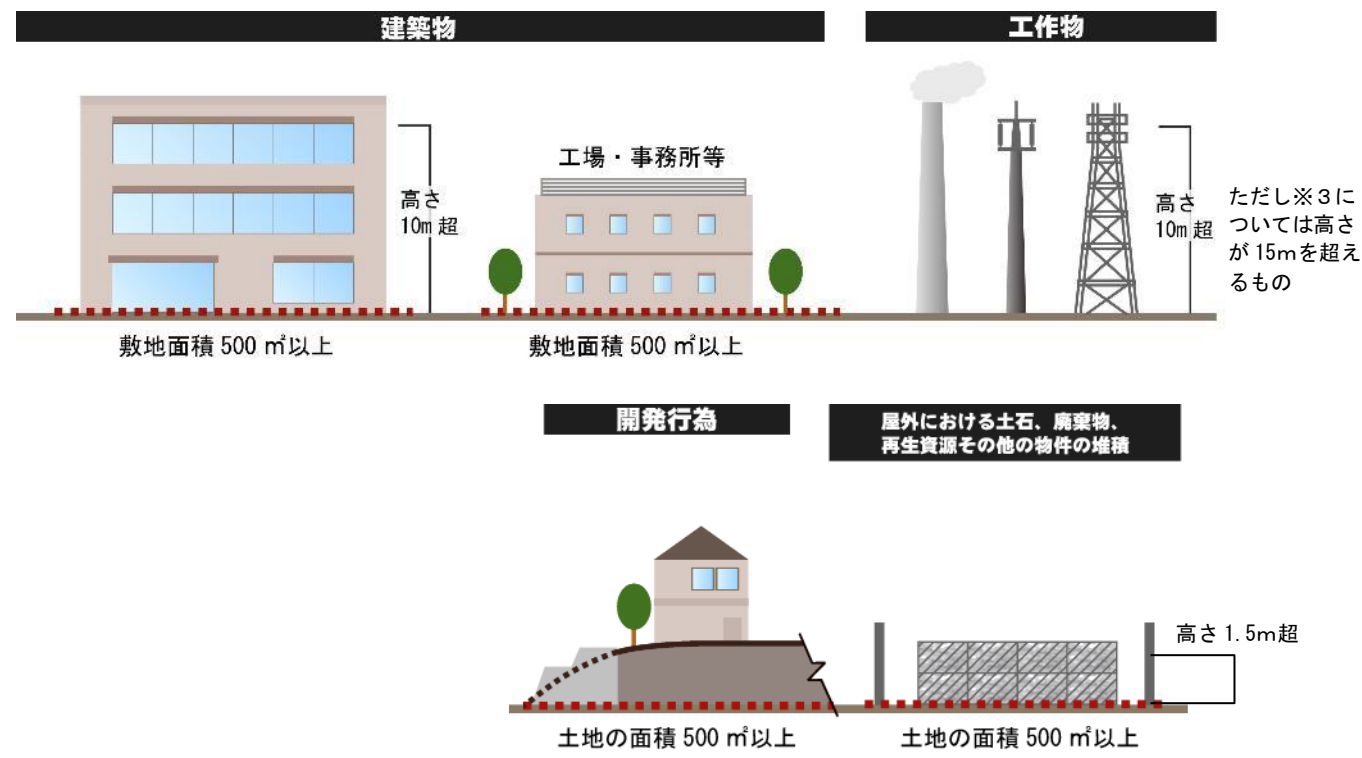 建築物
工作物
工場・事務所等
高さ
10m超
高さ
10m超
ただし※３に
ついては高さ
が15mを超え
るもの
敷地面積500㎡以上
敷地面積500㎡以上
開発行為
屋外における土石、廃棄物、
再生資源その他の物件の堆積
高さ1.5m超
土地の面積500㎡以上
土地の面積500㎡以上